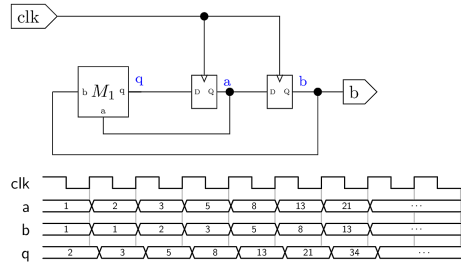 clk
q
a
b
b M₁ q
a
D Q
D Q
b
clk
a 1 2 3 5 8 13 21 ···
b 1 1 2 3 5 8 13 ···
q 2 3 5 8 13 21 34 ···